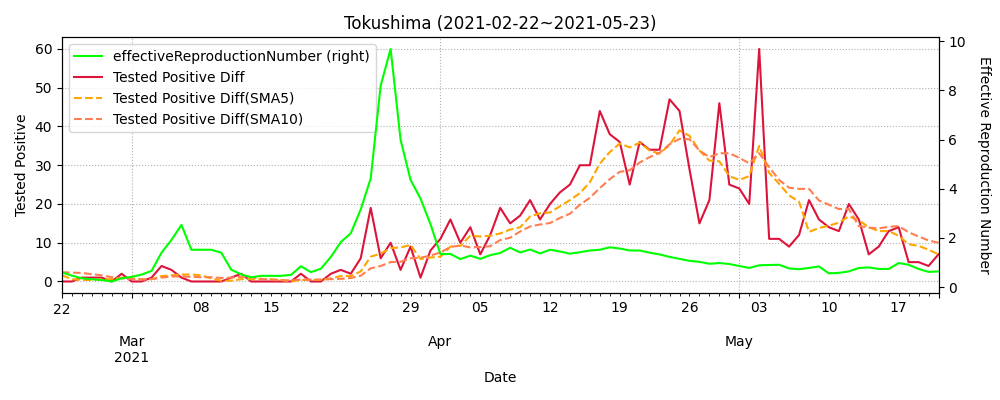 Tokushima (2021-02-22~2021-05-23)
effectiveReproductionNumber (right)
Tested Positive Diff
Tested Positive Diff(SMA5)
Tested Positive Diff(SMA10)
Tested Positive
60
50
40
30
20
10
0
10
8
6
4
2
0
Effective Reproduction Number
22 08 15 22 29 05 12 19 26 03 10 17
Mar Apr May
2021
Date